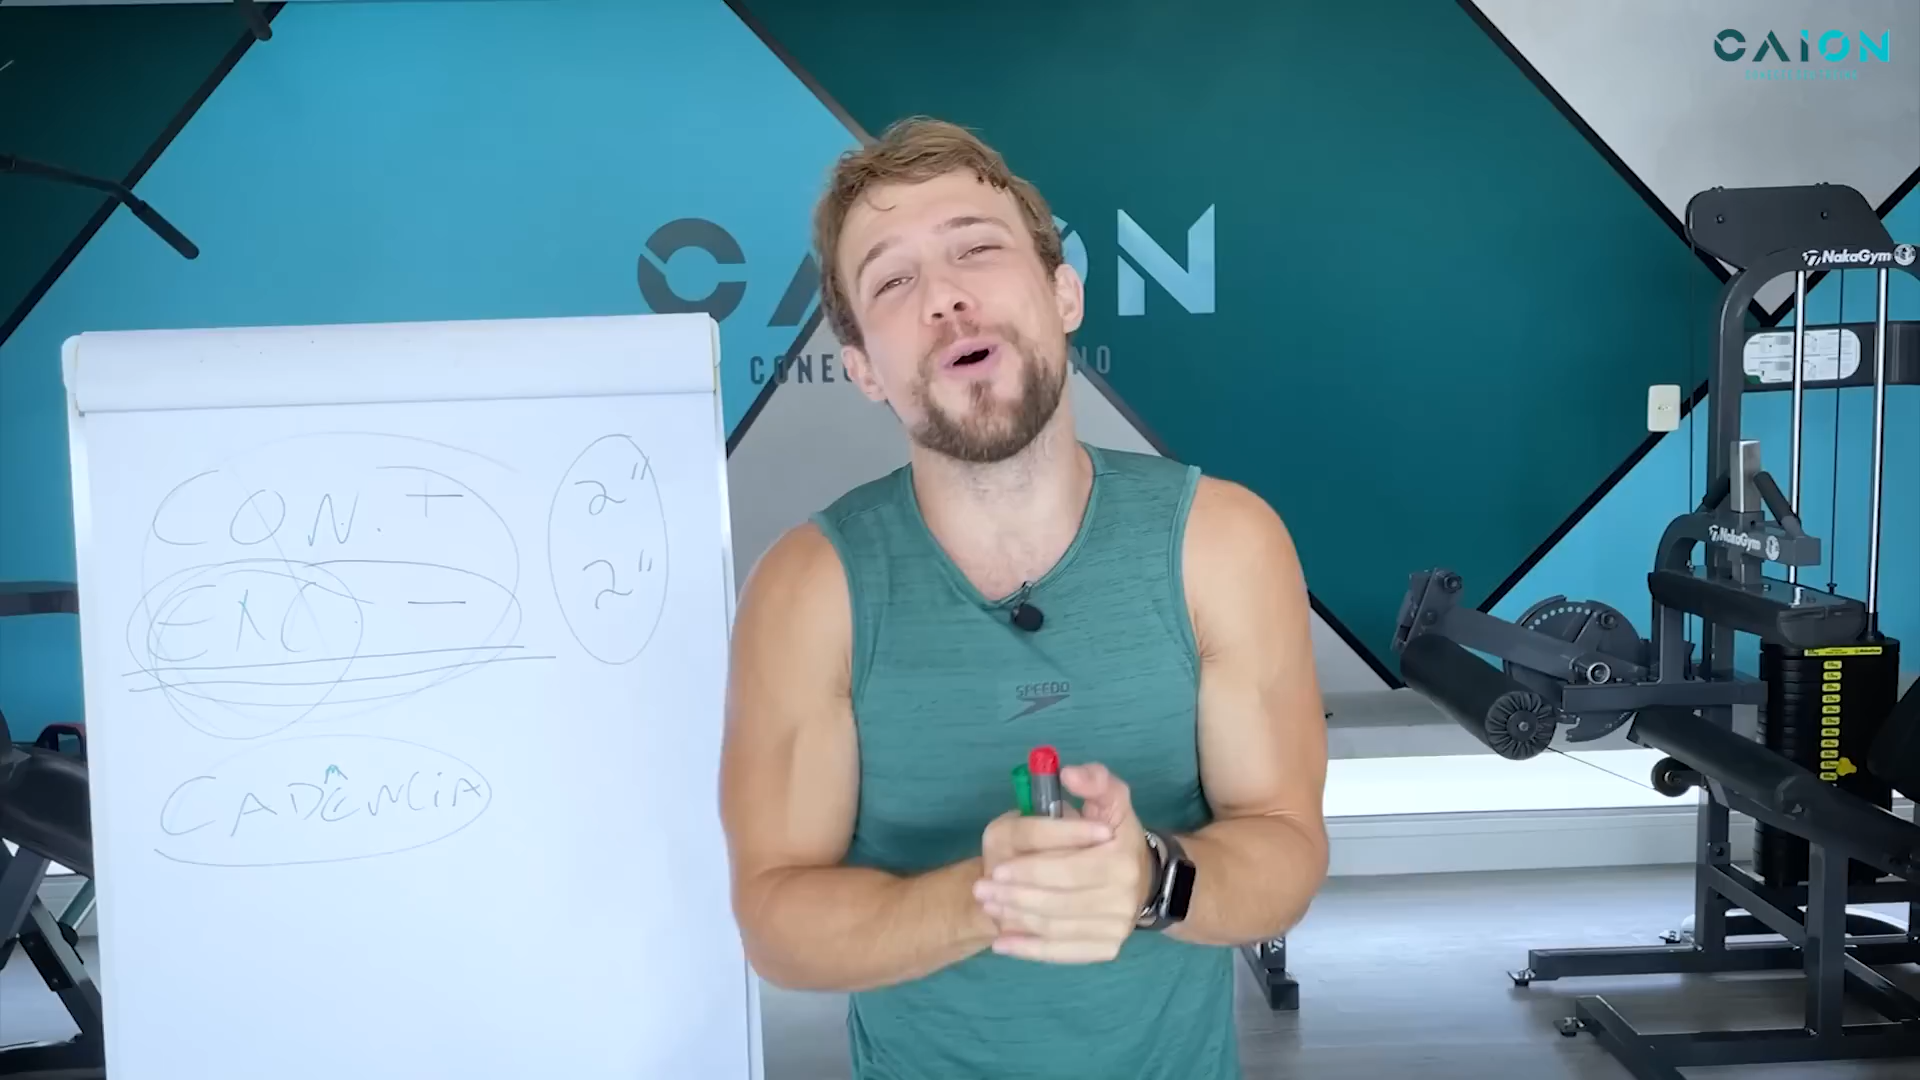 CAION
CAION
CON. + 2"
EXC - 2"
CADÊNCIA
SPEEDO
NakaGym
NakaGym